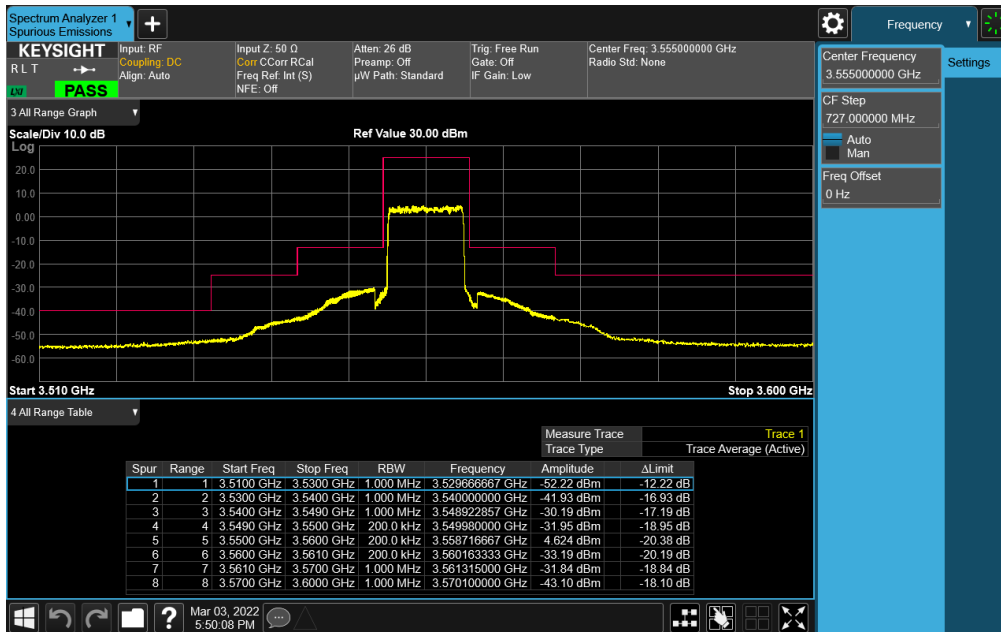 Spectrum Analyzer 1
Spurious Emissions
+
Frequency
KEYSIGHT
R L T
LXI
PASS
Input: RF
Coupling: DC
Align: Auto
Input Z: 50 Ω
Corr CCorr RCal
Freq Ref: Int (S)
NFE: Off
Atten: 26 dB
Preamp: Off
µW Path: Standard
Trig: Free Run
Gate: Off
IF Gain: Low
Center Freq: 3.555000000 GHz
Radio Std: None
Center Frequency
3.555000000 GHz
Settings
CF Step
727.000000 MHz
Auto
Man
Freq Offset
0 Hz
3 All Range Graph
Scale/Div 10.0 dB
Ref Value 30.00 dBm
Log
20.0
10.0
0.00
-10.0
-20.0
-30.0
-40.0
-50.0
-60.0
Start 3.510 GHz
Stop 3.600 GHz
4 All Range Table
Measure Trace Trace 1
Trace Type Trace Average (Active)
Spur Range Start Freq Stop Freq RBW Frequency Amplitude ΔLimit
1 1 3.5100 GHz 3.5300 GHz 1.000 MHz 3.529666667 GHz -52.22 dBm -12.22 dB
2 2 3.5300 GHz 3.5400 GHz 1.000 MHz 3.540000000 GHz -41.93 dBm -16.93 dB
3 3 3.5400 GHz 3.5490 GHz 1.000 MHz 3.548922857 GHz -30.19 dBm -17.19 dB
4 4 3.5490 GHz 3.5500 GHz 200.0 kHz 3.549980000 GHz -31.95 dBm -18.95 dB
5 5 3.5500 GHz 3.5600 GHz 200.0 kHz 3.558716667 GHz 4.624 dBm -20.38 dB
6 6 3.5600 GHz 3.5610 GHz 200.0 kHz 3.560163333 GHz -33.19 dBm -20.19 dB
7 7 3.5610 GHz 3.5700 GHz 1.000 MHz 3.561315000 GHz -31.84 dBm -18.84 dB
8 8 3.5700 GHz 3.6000 GHz 1.000 MHz 3.570100000 GHz -43.10 dBm -18.10 dB
?
Mar 03, 2022
5:50:08 PM